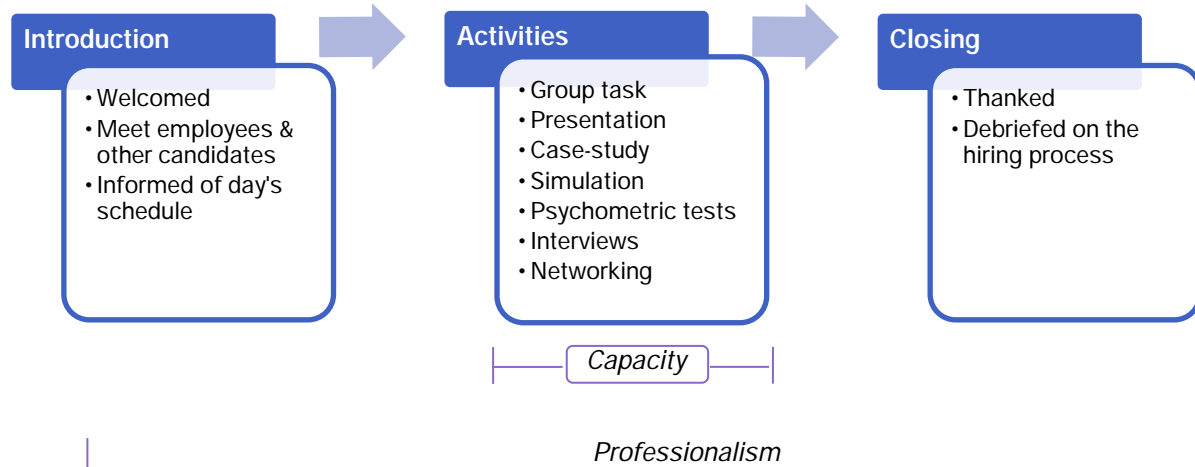 Introduction
• Welcomed
• Meet employees &
other candidates
• Informed of day's
schedule
Activities
• Group task
• Presentation
• Case-study
• Simulation
• Psychometric tests
• Interviews
• Networking
Closing
• Thanked
• Debriefed on the
hiring process
Capacity
Professionalism